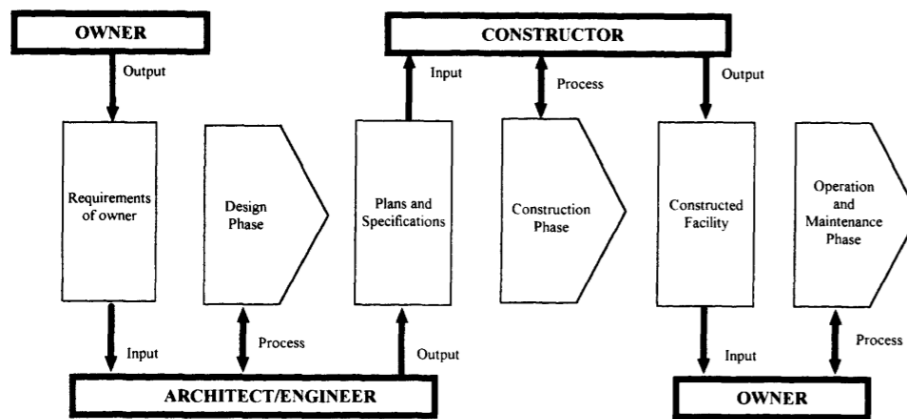 OWNER
CONSTRUCTOR
Output
Input
Process
Output
Requirements
of owner
Design
Phase
Plans and
Specifications
Construction
Phase
Constructed
Facility
Operation
and
Maintenance
Phase
Input
Process
Output
Input
Process
ARCHITECT/ENGINEER
OWNER